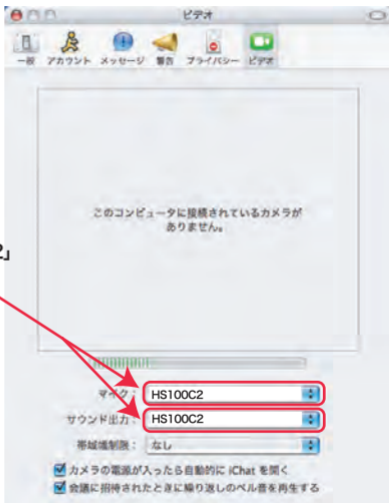 ビデオ
一般 アカウント メッセージ 警告 プライバシー ビデオ
このコンピュータに接続されているカメラが
ありません。
2」
マイク： HS100C2
サウンド出力： HS100C2
帯域幅制限： なし
カメラの電源が入ったら自動的に iChat を開く
会議に招待されたときに繰り返しのベル音を再生する